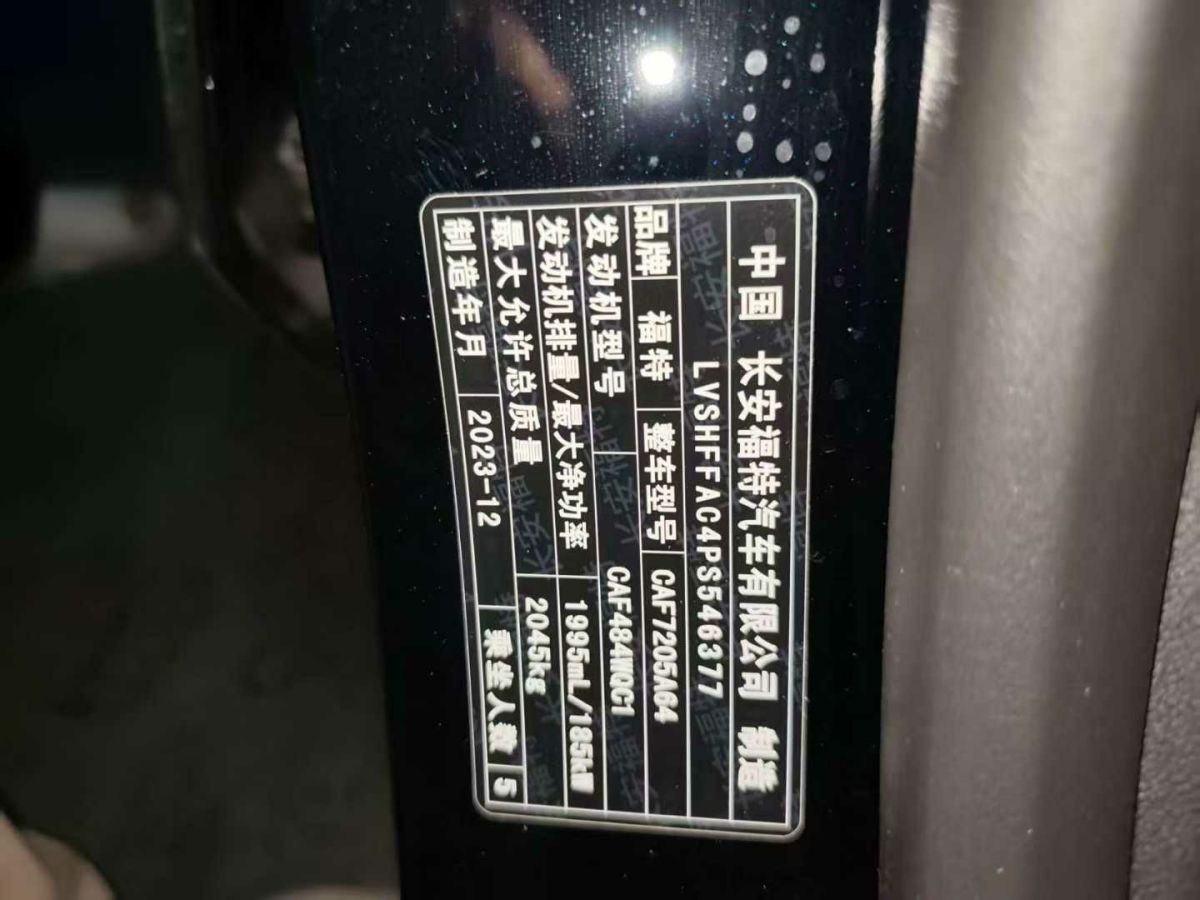 中国 长安福特汽车有限公司 制造
LVSHFFAC4PS546377
品牌 福特 整车型号 CAF7205A64
发动机型号 CAF484WQC1
发动机排量/最大净功率 1995mL/185kW
最大允许总质量 2045kg
制造年月 2023-12 乘坐人数 5